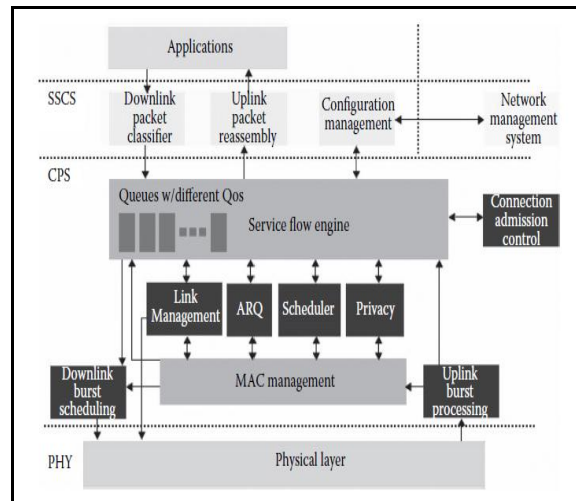 Applications
SSCS
Downlink
packet
classifier
Uplink
packet
reassembly
Configuration
management
Network
management
system
CPS
Queues w/different Qos
Service flow engine
Connection
admission
control
Link
Management
ARQ
Scheduler
Privacy
Downlink
burst
scheduling
MAC management
Uplink
burst
processing
PHY
Physical layer